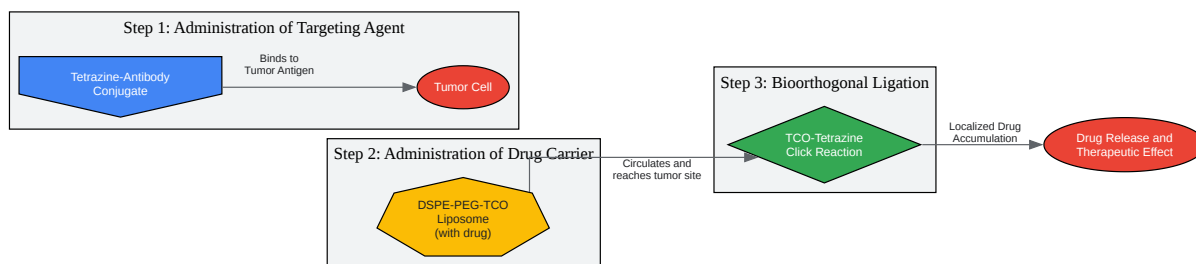 Step 1: Administration of Targeting Agent
Tetrazine-Antibody
Conjugate
Binds to
Tumor Antigen
Tumor Cell
Step 2: Administration of Drug Carrier
DSPE-PEG-TCO
Liposome
(with drug)
Circulates and
reaches tumor site
Step 3: Bioorthogonal Ligation
TCO-Tetrazine
Click Reaction
Localized Drug
Accumulation
Drug Release and
Therapeutic Effect